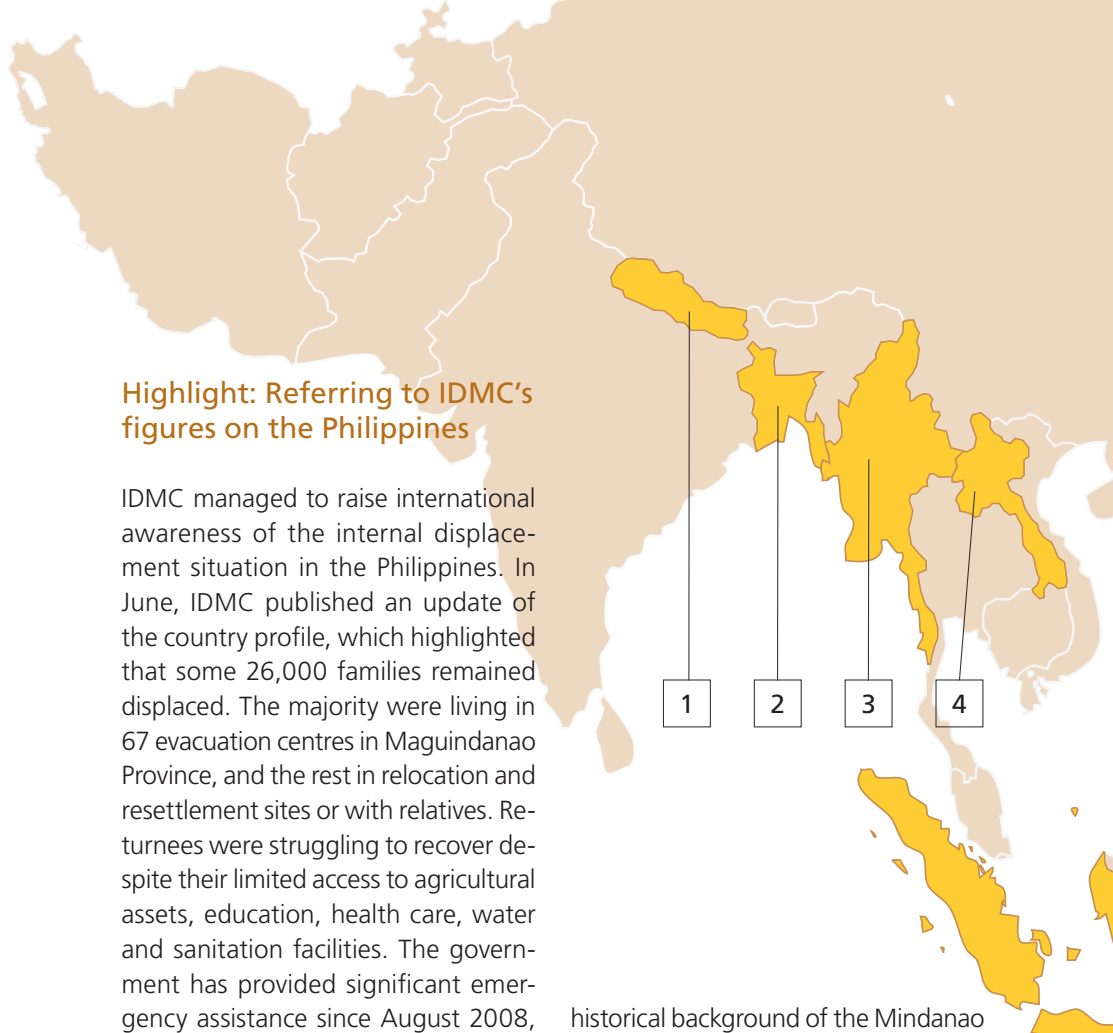 Highlight: Referring to IDMC’s
figures on the Philippines
IDMC managed to raise international
awareness of the internal displace-
ment situation in the Philippines. In
June, IDMC published an update of
the country profile, which highlighted
that some 26,000 families remained
displaced. The majority were living in
67 evacuation centres in Maguindanao
Province, and the rest in relocation and
resettlement sites or with relatives. Re-
turnees were struggling to recover de-
spite their limited access to agricultural
assets, education, health care, water
and sanitation facilities. The govern-
ment has provided significant emer-
gency assistance since August 2008,
historical background of the Mindanao
1
2
3
4